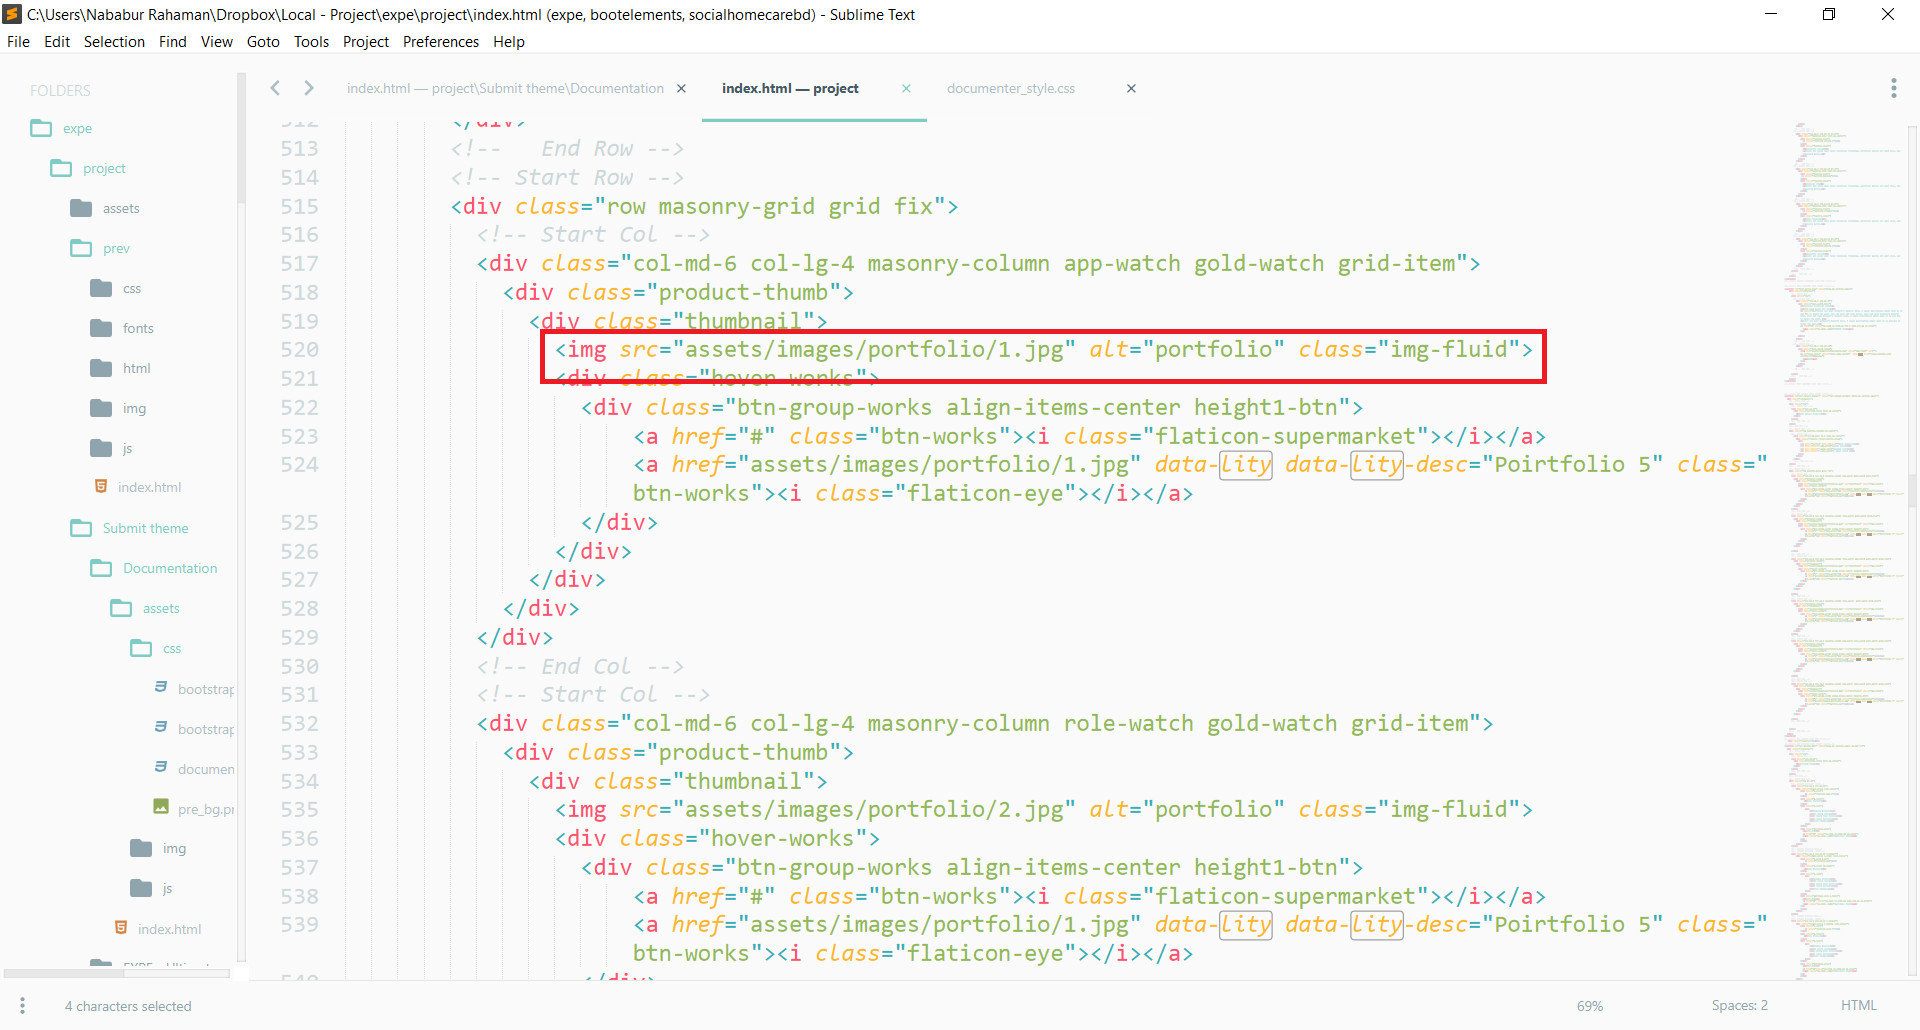 C:\Users\Nababur Rahaman\Dropbox\Local - Project\expe\project\index.html (expe, bootelements, socialhomecarebd) - Sublime Text
File Edit Selection Find View Goto Tools Project Preferences Help
FOLDERS
expe
project
assets
prev
css
fonts
html
img
js
index.html
Submit theme
Documentation
assets
css
bootstrap
bootstrap
documen
pre_bg.pr
img
js
index.html
index.html — project\Submit theme\Documentation
index.html — project
documenter_style.css
512 </div>
513 <!--   End Row -->
514 <!-- Start Row -->
515 <div class="row masonry-grid grid fix">
516 <!-- Start Col -->
517 <div class="col-md-6 col-lg-4 masonry-column app-watch gold-watch grid-item">
518 <div class="product-thumb">
519 <div class="thumbnail">
520 <img src="assets/images/portfolio/1.jpg" alt="portfolio" class="img-fluid">
521 <div class="hover-works">
522 <div class="btn-group-works align-items-center height1-btn">
523 <a href="#" class="btn-works"><i class="flaticon-supermarket"></i></a>
524 <a href="assets/images/portfolio/1.jpg" data-lity data-lity-desc="Poirtfolio 5" class="
btn-works"><i class="flaticon-eye"></i></a>
525 </div>
526 </div>
527 </div>
528 </div>
529 </div>
530 <!-- End Col -->
531 <!-- Start Col -->
532 <div class="col-md-6 col-lg-4 masonry-column role-watch gold-watch grid-item">
533 <div class="product-thumb">
534 <div class="thumbnail">
535 <img src="assets/images/portfolio/2.jpg" alt="portfolio" class="img-fluid">
536 <div class="hover-works">
537 <div class="btn-group-works align-items-center height1-btn">
538 <a href="#" class="btn-works"><i class="flaticon-supermarket"></i></a>
539 <a href="assets/images/portfolio/1.jpg" data-lity data-lity-desc="Poirtfolio 5" class="
btn-works"><i class="flaticon-eye"></i></a>
540 </div>
4 characters selected
69%
Spaces: 2
HTML